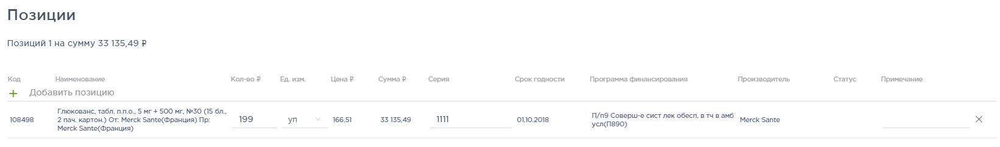 Позиции
Позиций 1 на сумму 33 135,49 ₽
Код Наименование Кол-во ₽ Ед. изм. Цена ₽ Сумма ₽ Серия Срок годности Программа финансирования Производитель Статус Примечание
+ Добавить позицию
108498 Глюкованс, табл. п.п.о., 5 мг + 500 мг, №30 (15 бл., 2 пач. картон.) От: Merck Sante(Франция) Пр: Merck Sante(Франция) 199 уп 166.51 33 135,49 1111 01.10.2018 П/п9 Соверш-е сист лек обесп, в тч в амб усл(П890) Merck Sante